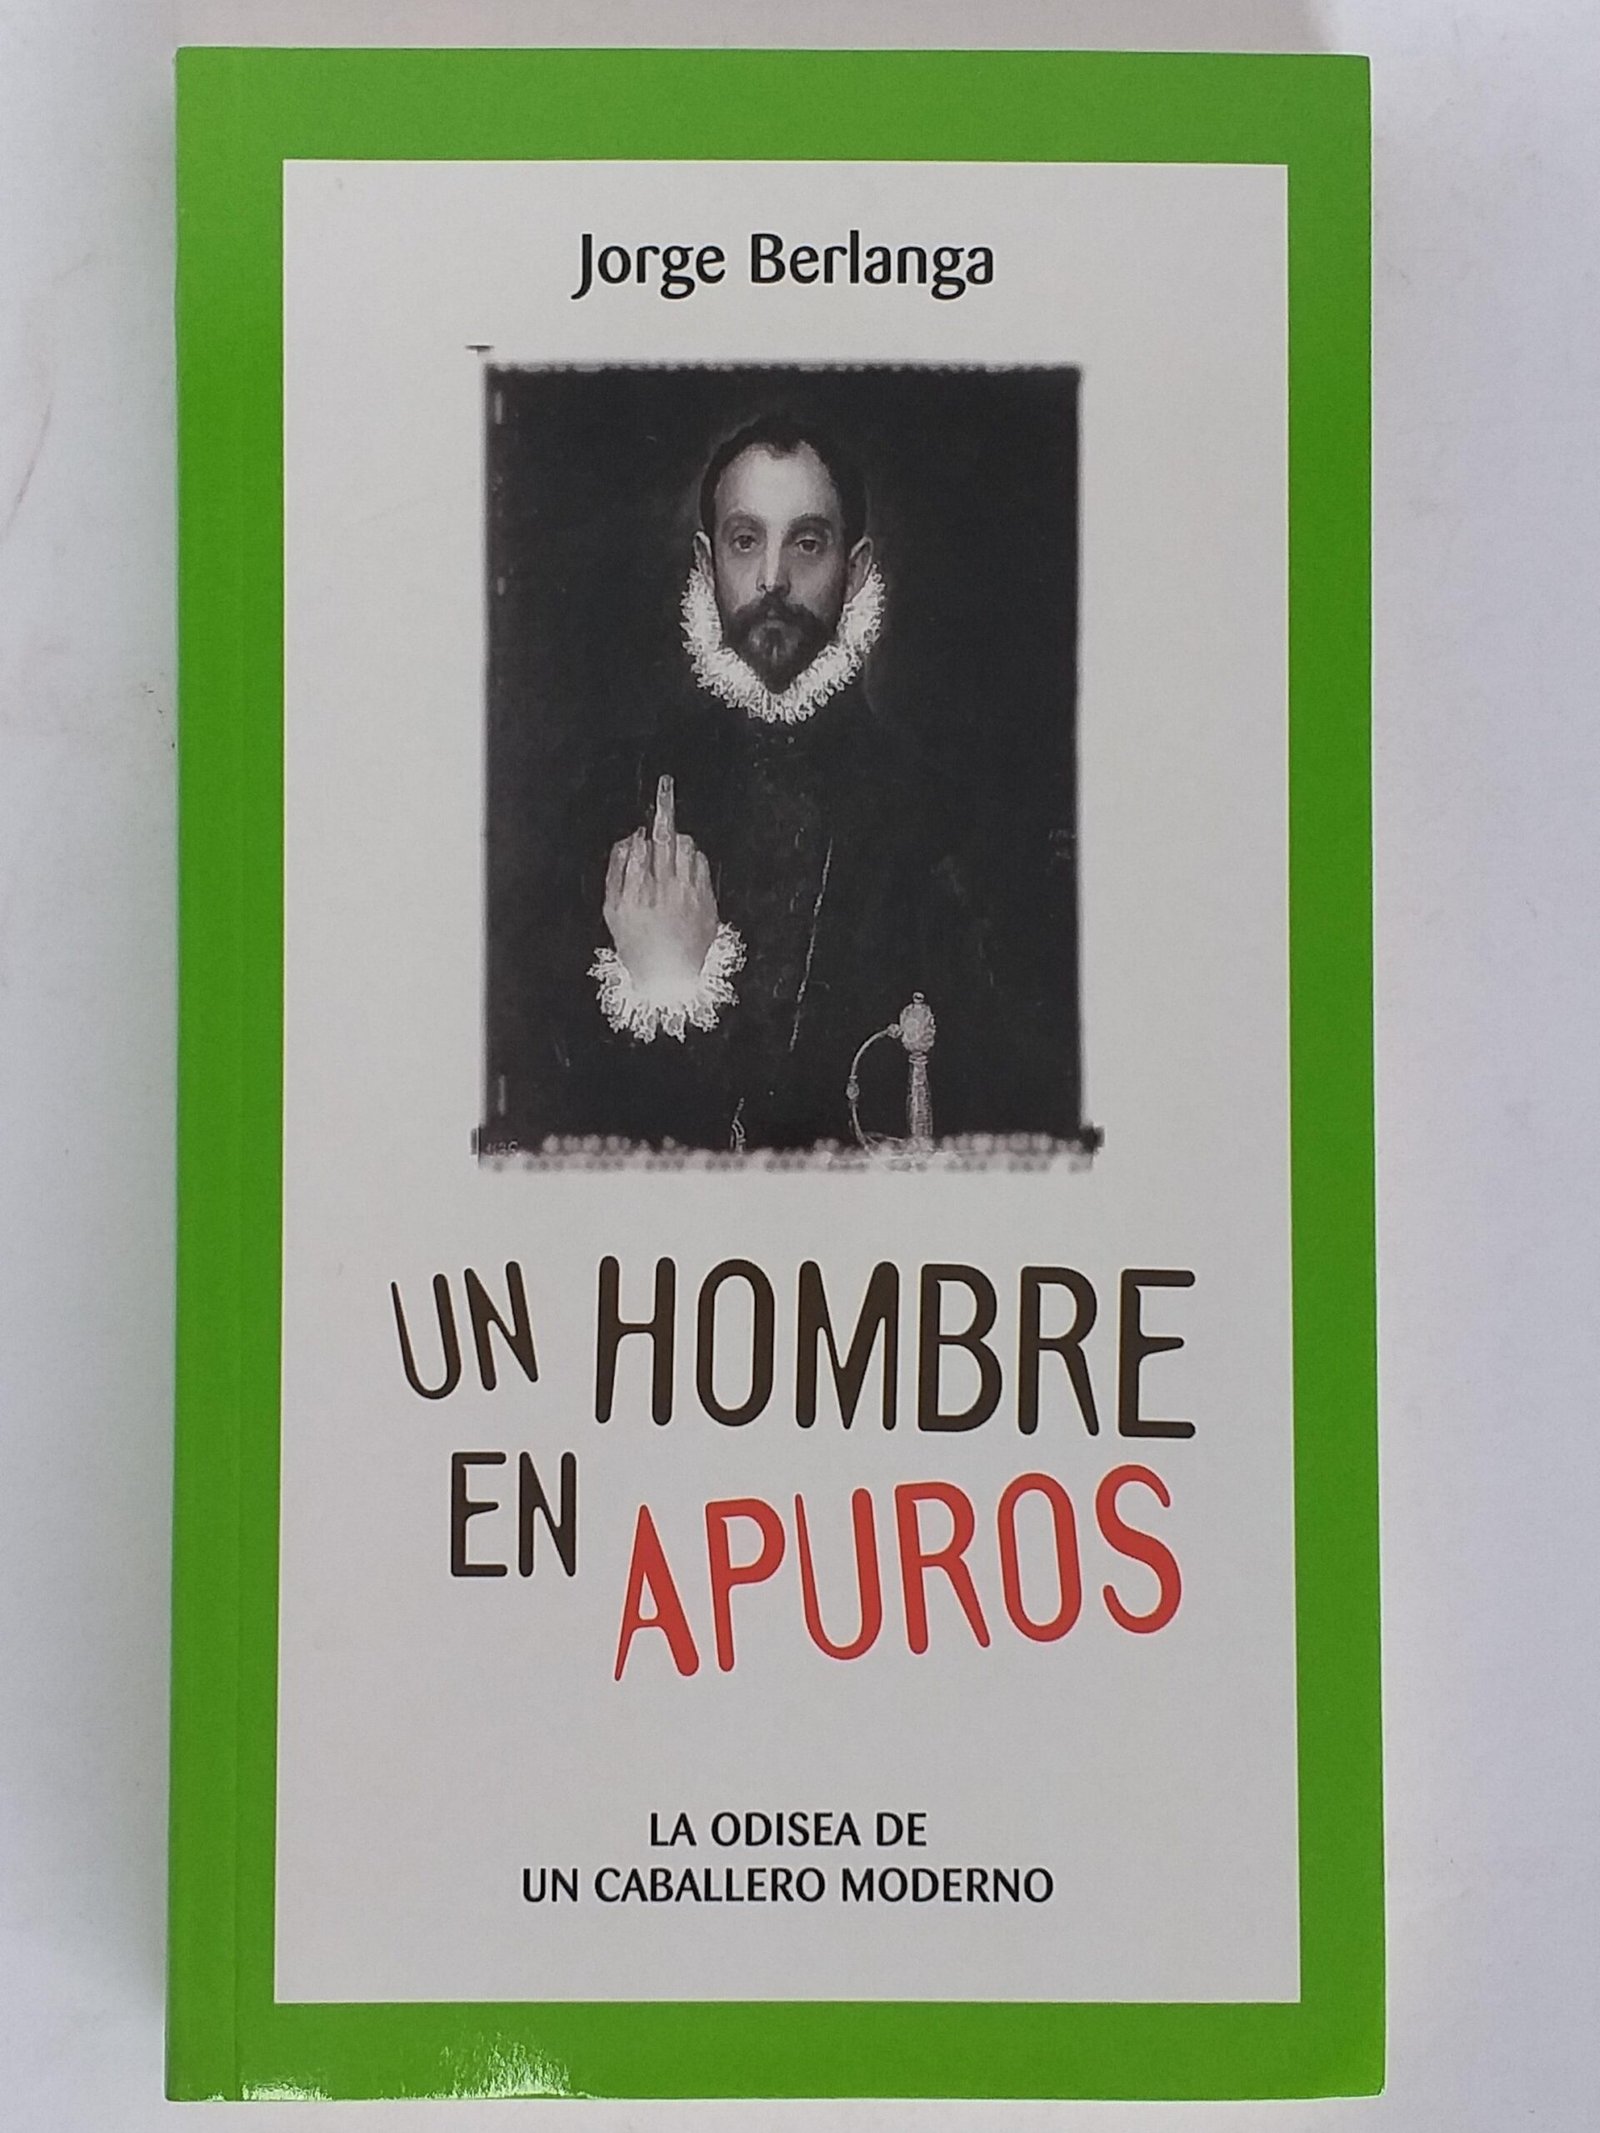 Jorge Berlanga
UN HOMBRE
EN APUROS
LA ODISEA DE
UN CABALLERO MODERNO